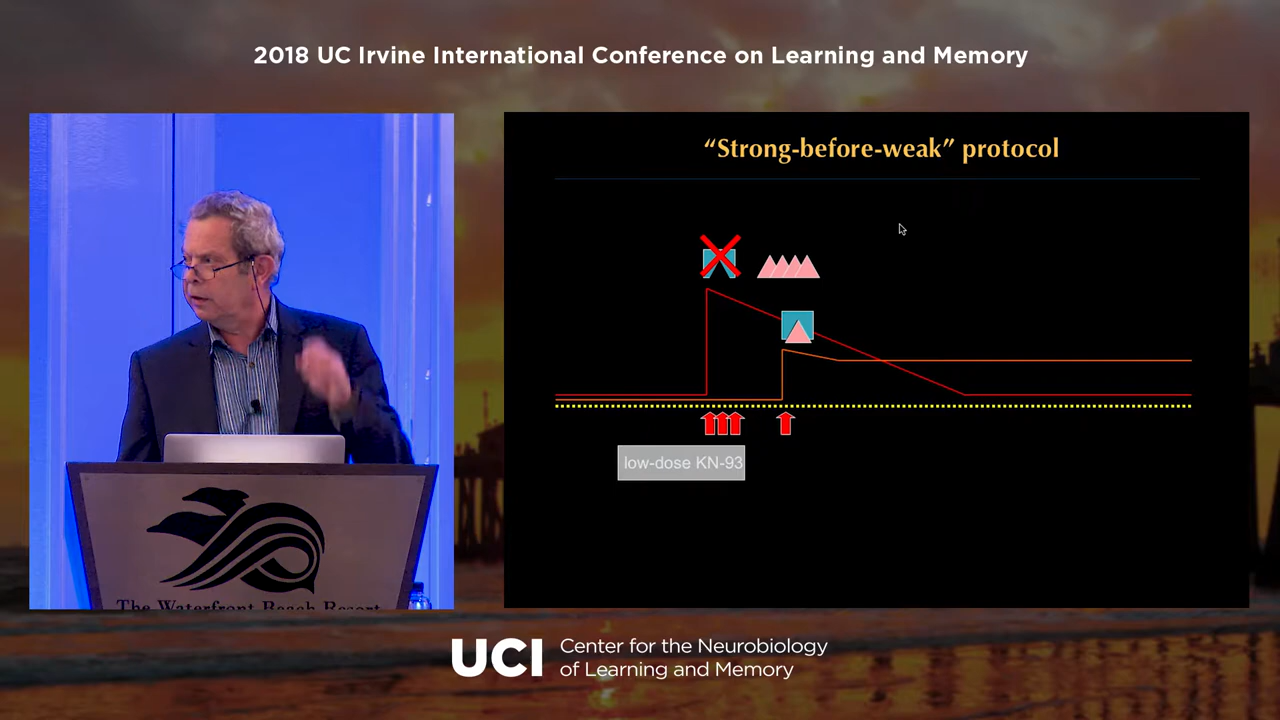 2018 UC Irvine International Conference on Learning and Memory
“Strong-before-weak” protocol
low-dose KN-93
The Waterfront Beach Resort
UCI Center for the Neurobiology
of Learning and Memory